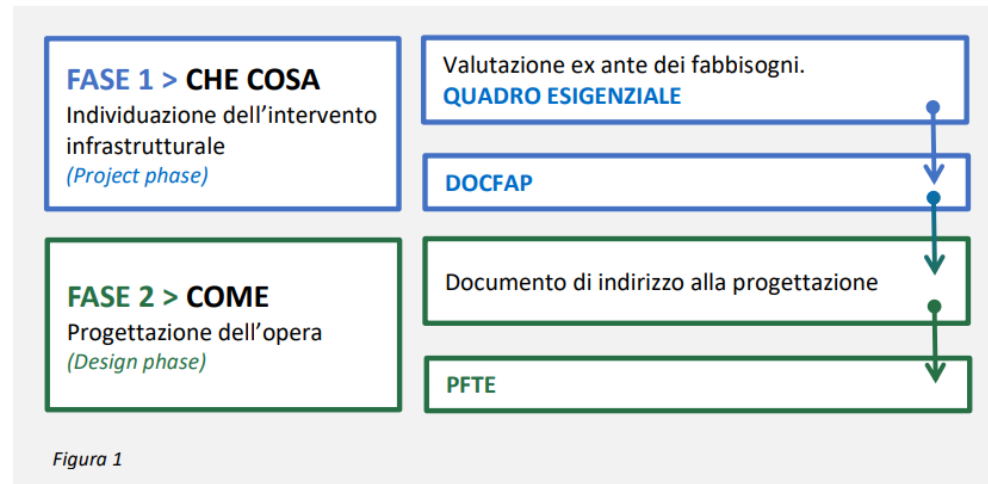 FASE 1 > CHE COSA
Individuazione dell’intervento
infrastrutturale
(Project phase)
Valutazione ex ante dei fabbisogni.
QUADRO ESIGENZIALE
DOCFAP
FASE 2 > COME
Progettazione dell’opera
(Design phase)
Documento di indirizzo alla progettazione
PFTE
Figura 1